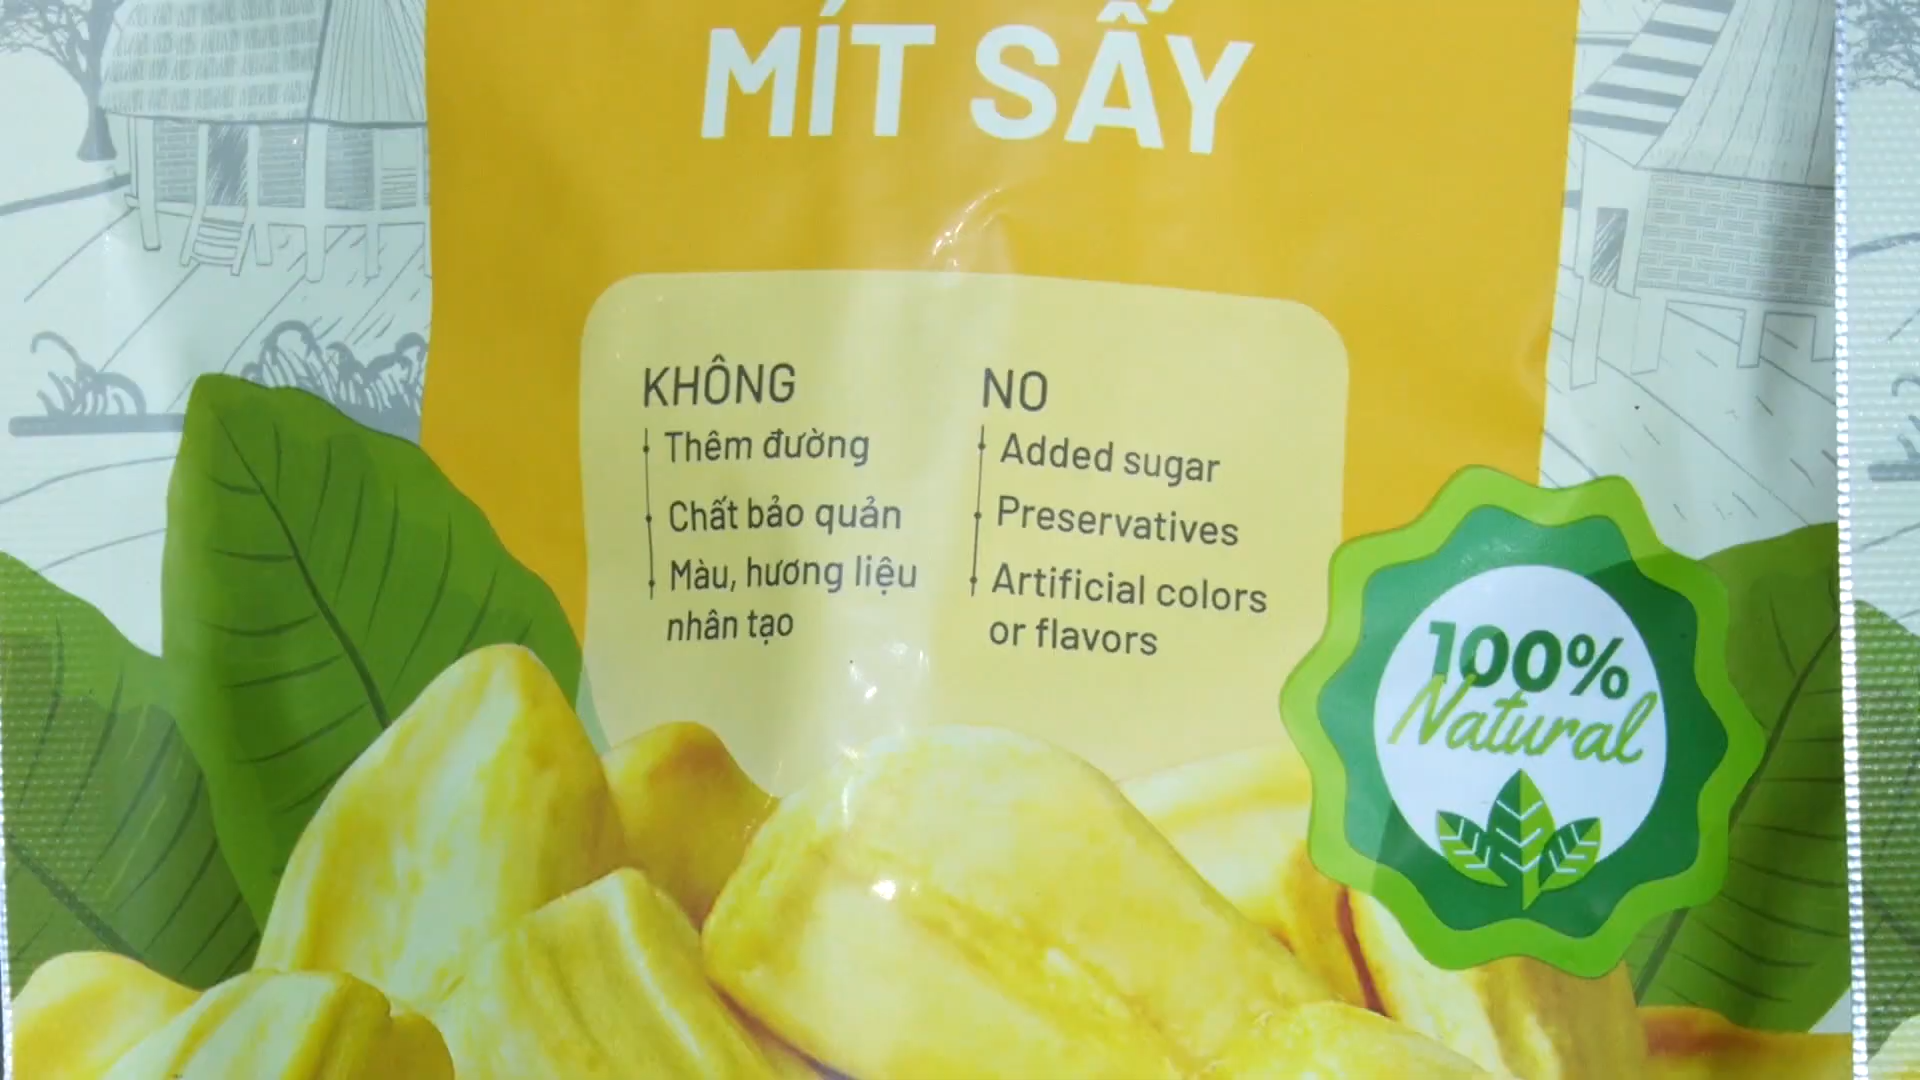 MÍT SẤY
KHÔNG
Thêm đường
Chất bảo quản
Màu, hương liệu
nhân tạo
NO
Added sugar
Preservatives
Artificial colors
or flavors
100%
Natural